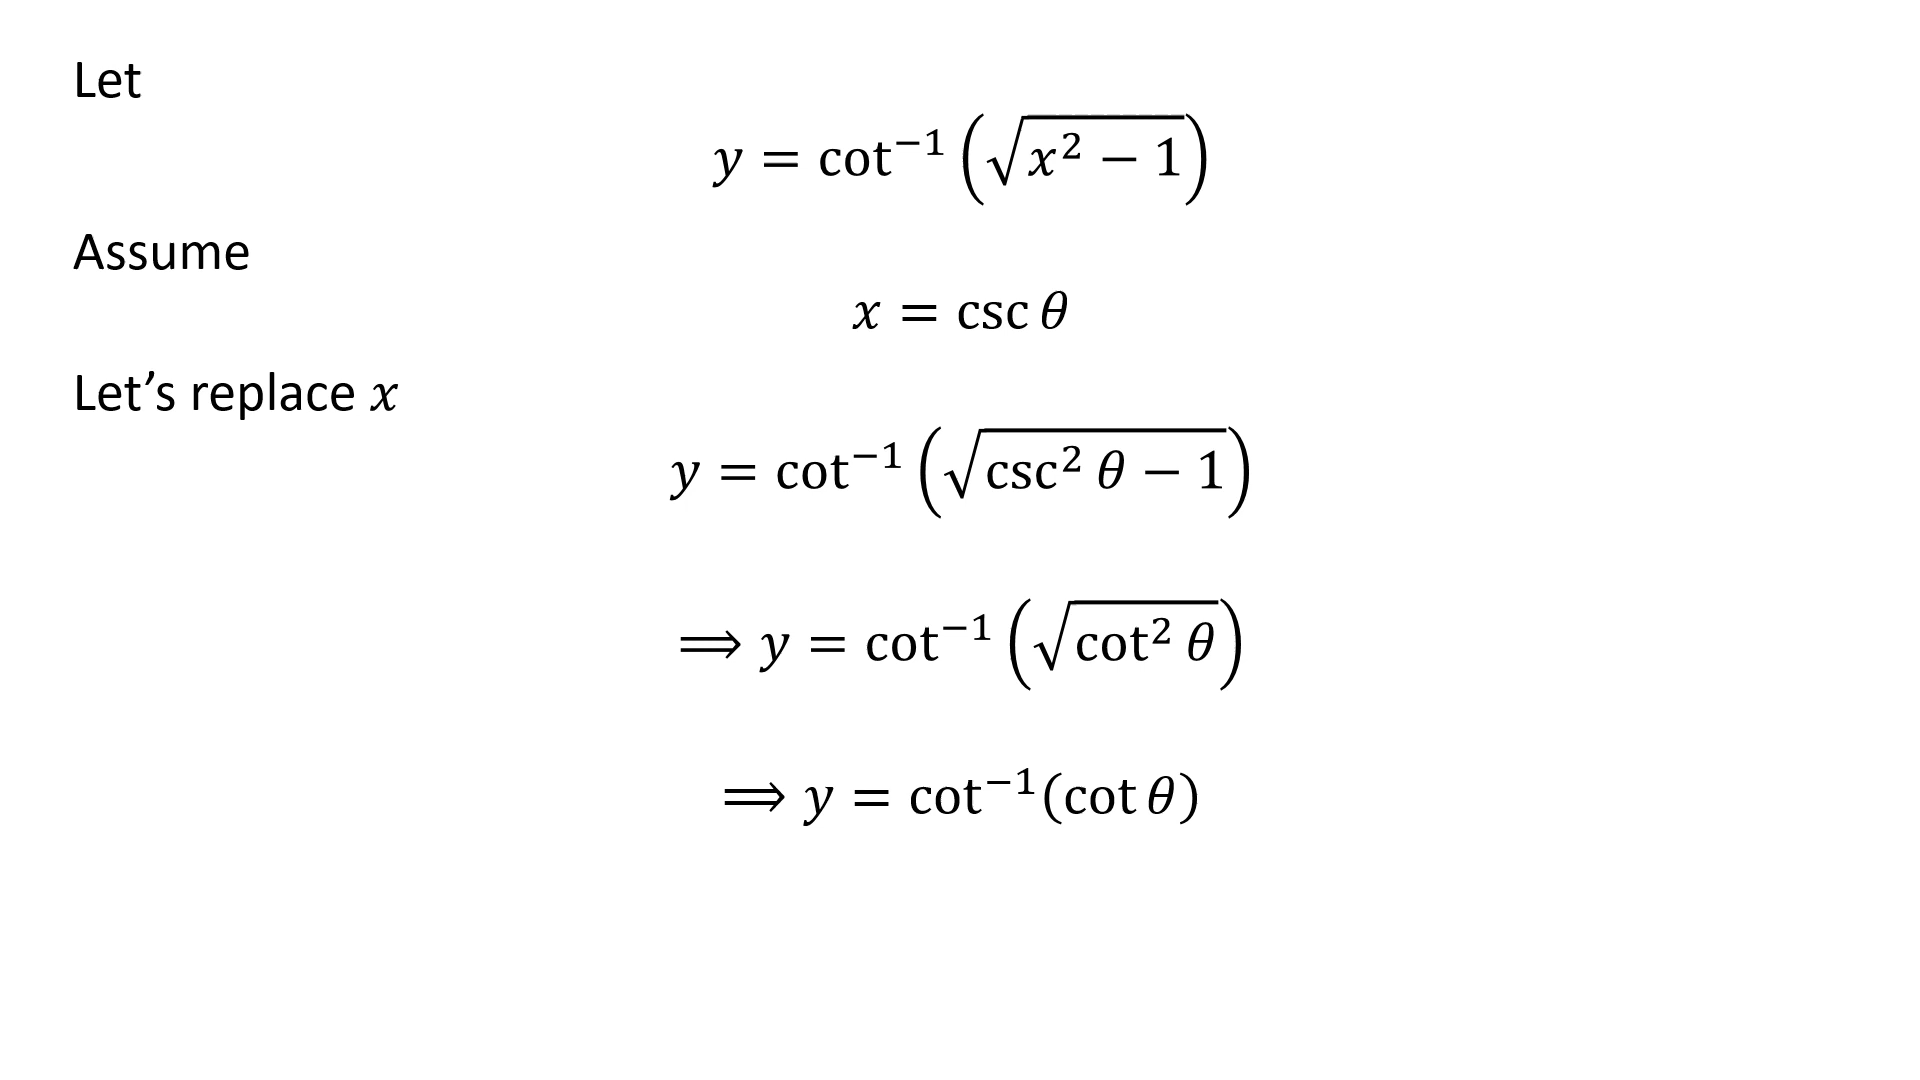 Let
y = cot⁻¹(√(x² − 1))
Assume
x = csc θ
Let’s replace x
y = cot⁻¹(√(csc² θ − 1))
⟹ y = cot⁻¹(√(cot² θ))
⟹ y = cot⁻¹(cot θ)